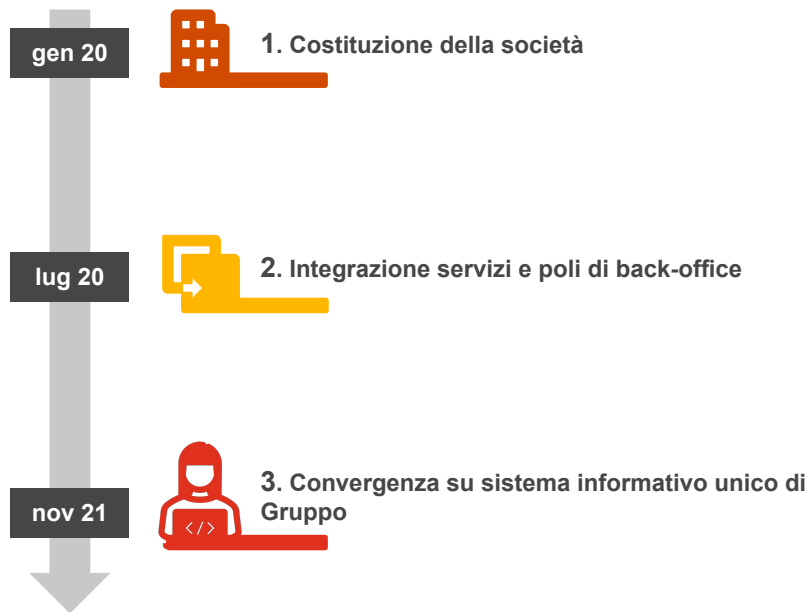 gen 20
1. Costituzione della società
lug 20
2. Integrazione servizi e poli di back-office
nov 21
3. Convergenza su sistema informativo unico di
Gruppo
</>